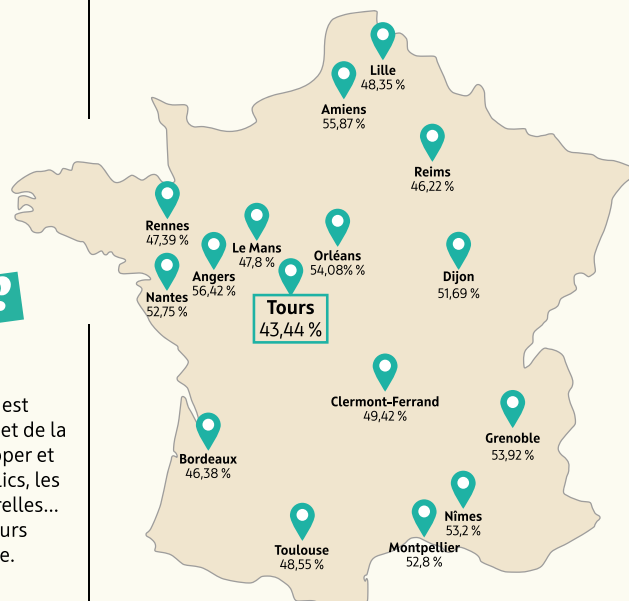 Lille
48,35 %
Amiens
55,87 %
Reims
46,22 %
Rennes
47,39 %
Le Mans
47,8 %
Orléans
54,08% %
Angers
56,42 %
Dijon
51,69 %
Nantes
52,75 %
Tours
43,44 %
?
Clermont-Ferrand
49,42 %
Grenoble
53,92 %
Bordeaux
46,38 %
Nîmes
53,2 %
Montpellier
52,8 %
Toulouse
48,55 %
est
et de la
per et
lics, les
relles...
urs
e.